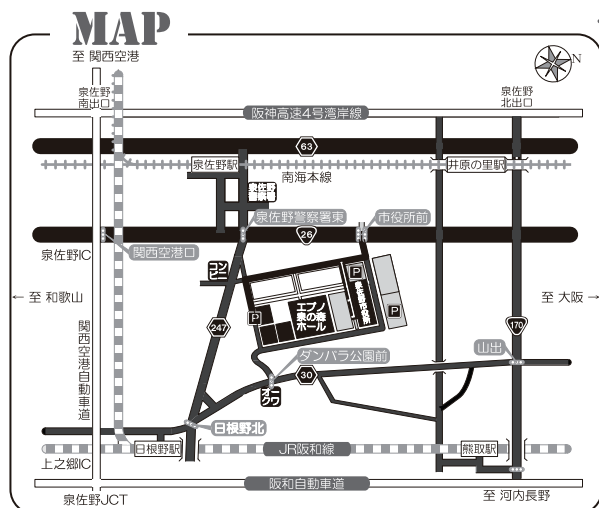 MAP
至 関西空港
N
泉佐野
南出口
泉佐野
北出口
阪神高速4号湾岸線
63
泉佐野駅
井原の里駅
南海本線
泉佐野
警察署
泉佐野警察署東
市役所前
26
泉佐野IC
関西空港口
コン
ビニ
P
泉佐野市役所
← 至 和歌山
至 大阪 →
エブノ
泉の森
ホール
P
P
247
170
関西空港自動車道
山出
ダンバラ公園前
30
オー
クワ
日根野北
日根野駅
JR阪和線
熊取駅
上之郷IC
阪和自動車道
泉佐野JCT
至 河内長野